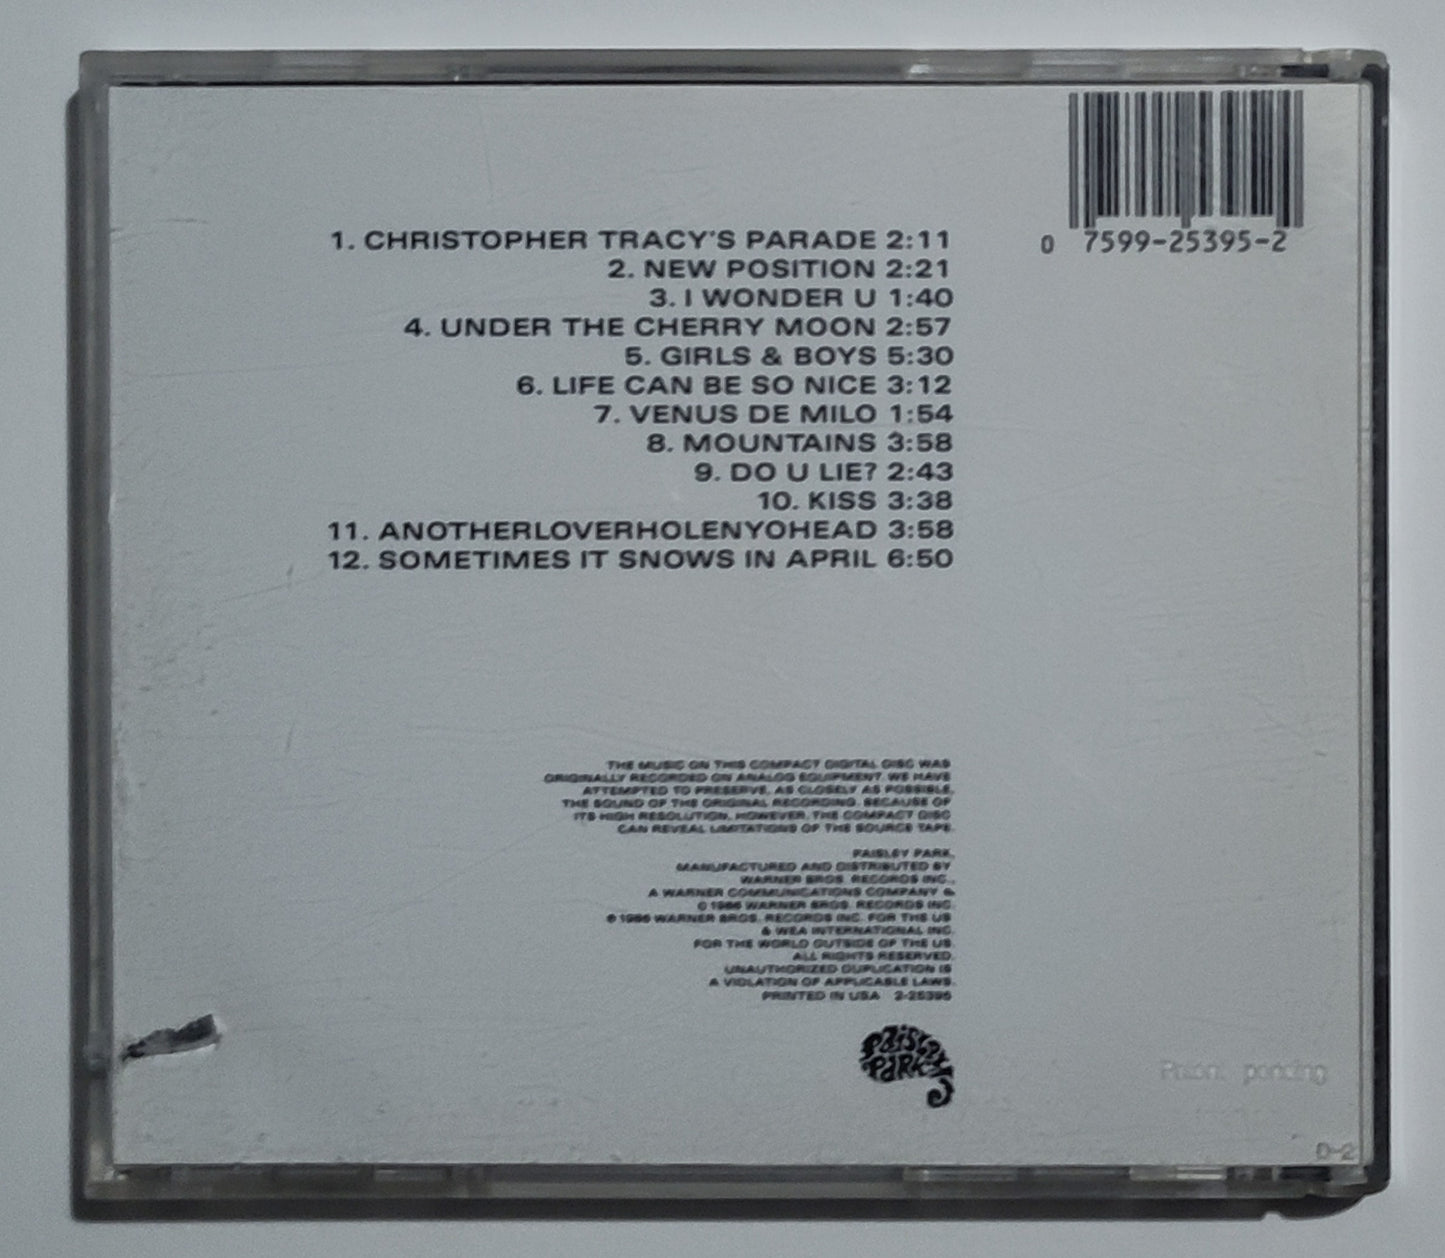 0 7599-25395-2
1. CHRISTOPHER TRACY'S PARADE 2:11
2. NEW POSITION 2:21
3. I WONDER U 1:40
4. UNDER THE CHERRY MOON 2:57
5. GIRLS & BOYS 5:30
6. LIFE CAN BE SO NICE 3:12
7. VENUS DE MILO 1:54
8. MOUNTAINS 3:58
9. DO U LIE? 2:43
10. KISS 3:38
11. ANOTHERLOVERHOLENYOHEAD 3:58
12. SOMETIMES IT SNOWS IN APRIL 6:50
THE MUSIC ON THIS COMPACT DIGITAL DISC WAS
ORIGINALLY RECORDED ON ANALOG EQUIPMENT. WE HAVE
ATTEMPTED TO PRESERVE, AS CLOSELY AS POSSIBLE,
THE SOUND OF THE ORIGINAL RECORDING. BECAUSE OF
ITS HIGH RESOLUTION, HOWEVER, THE COMPACT DISC
CAN REVEAL LIMITATIONS OF THE SOURCE TAPE.
PAISLEY PARK,
MANUFACTURED AND DISTRIBUTED BY
WARNER BROS. RECORDS INC.,
A WARNER COMMUNICATIONS COMPANY &
© 1986 WARNER BROS. RECORDS INC.
℗ 1986 WARNER BROS. RECORDS INC. FOR THE US
& WEA INTERNATIONAL INC.
FOR THE WORLD OUTSIDE OF THE US.
ALL RIGHTS RESERVED.
UNAUTHORIZED DUPLICATION IS
A VIOLATION OF APPLICABLE LAWS.
PRINTED IN USA 2-25395
PAISLEY
PARK
Patent pending
D-2